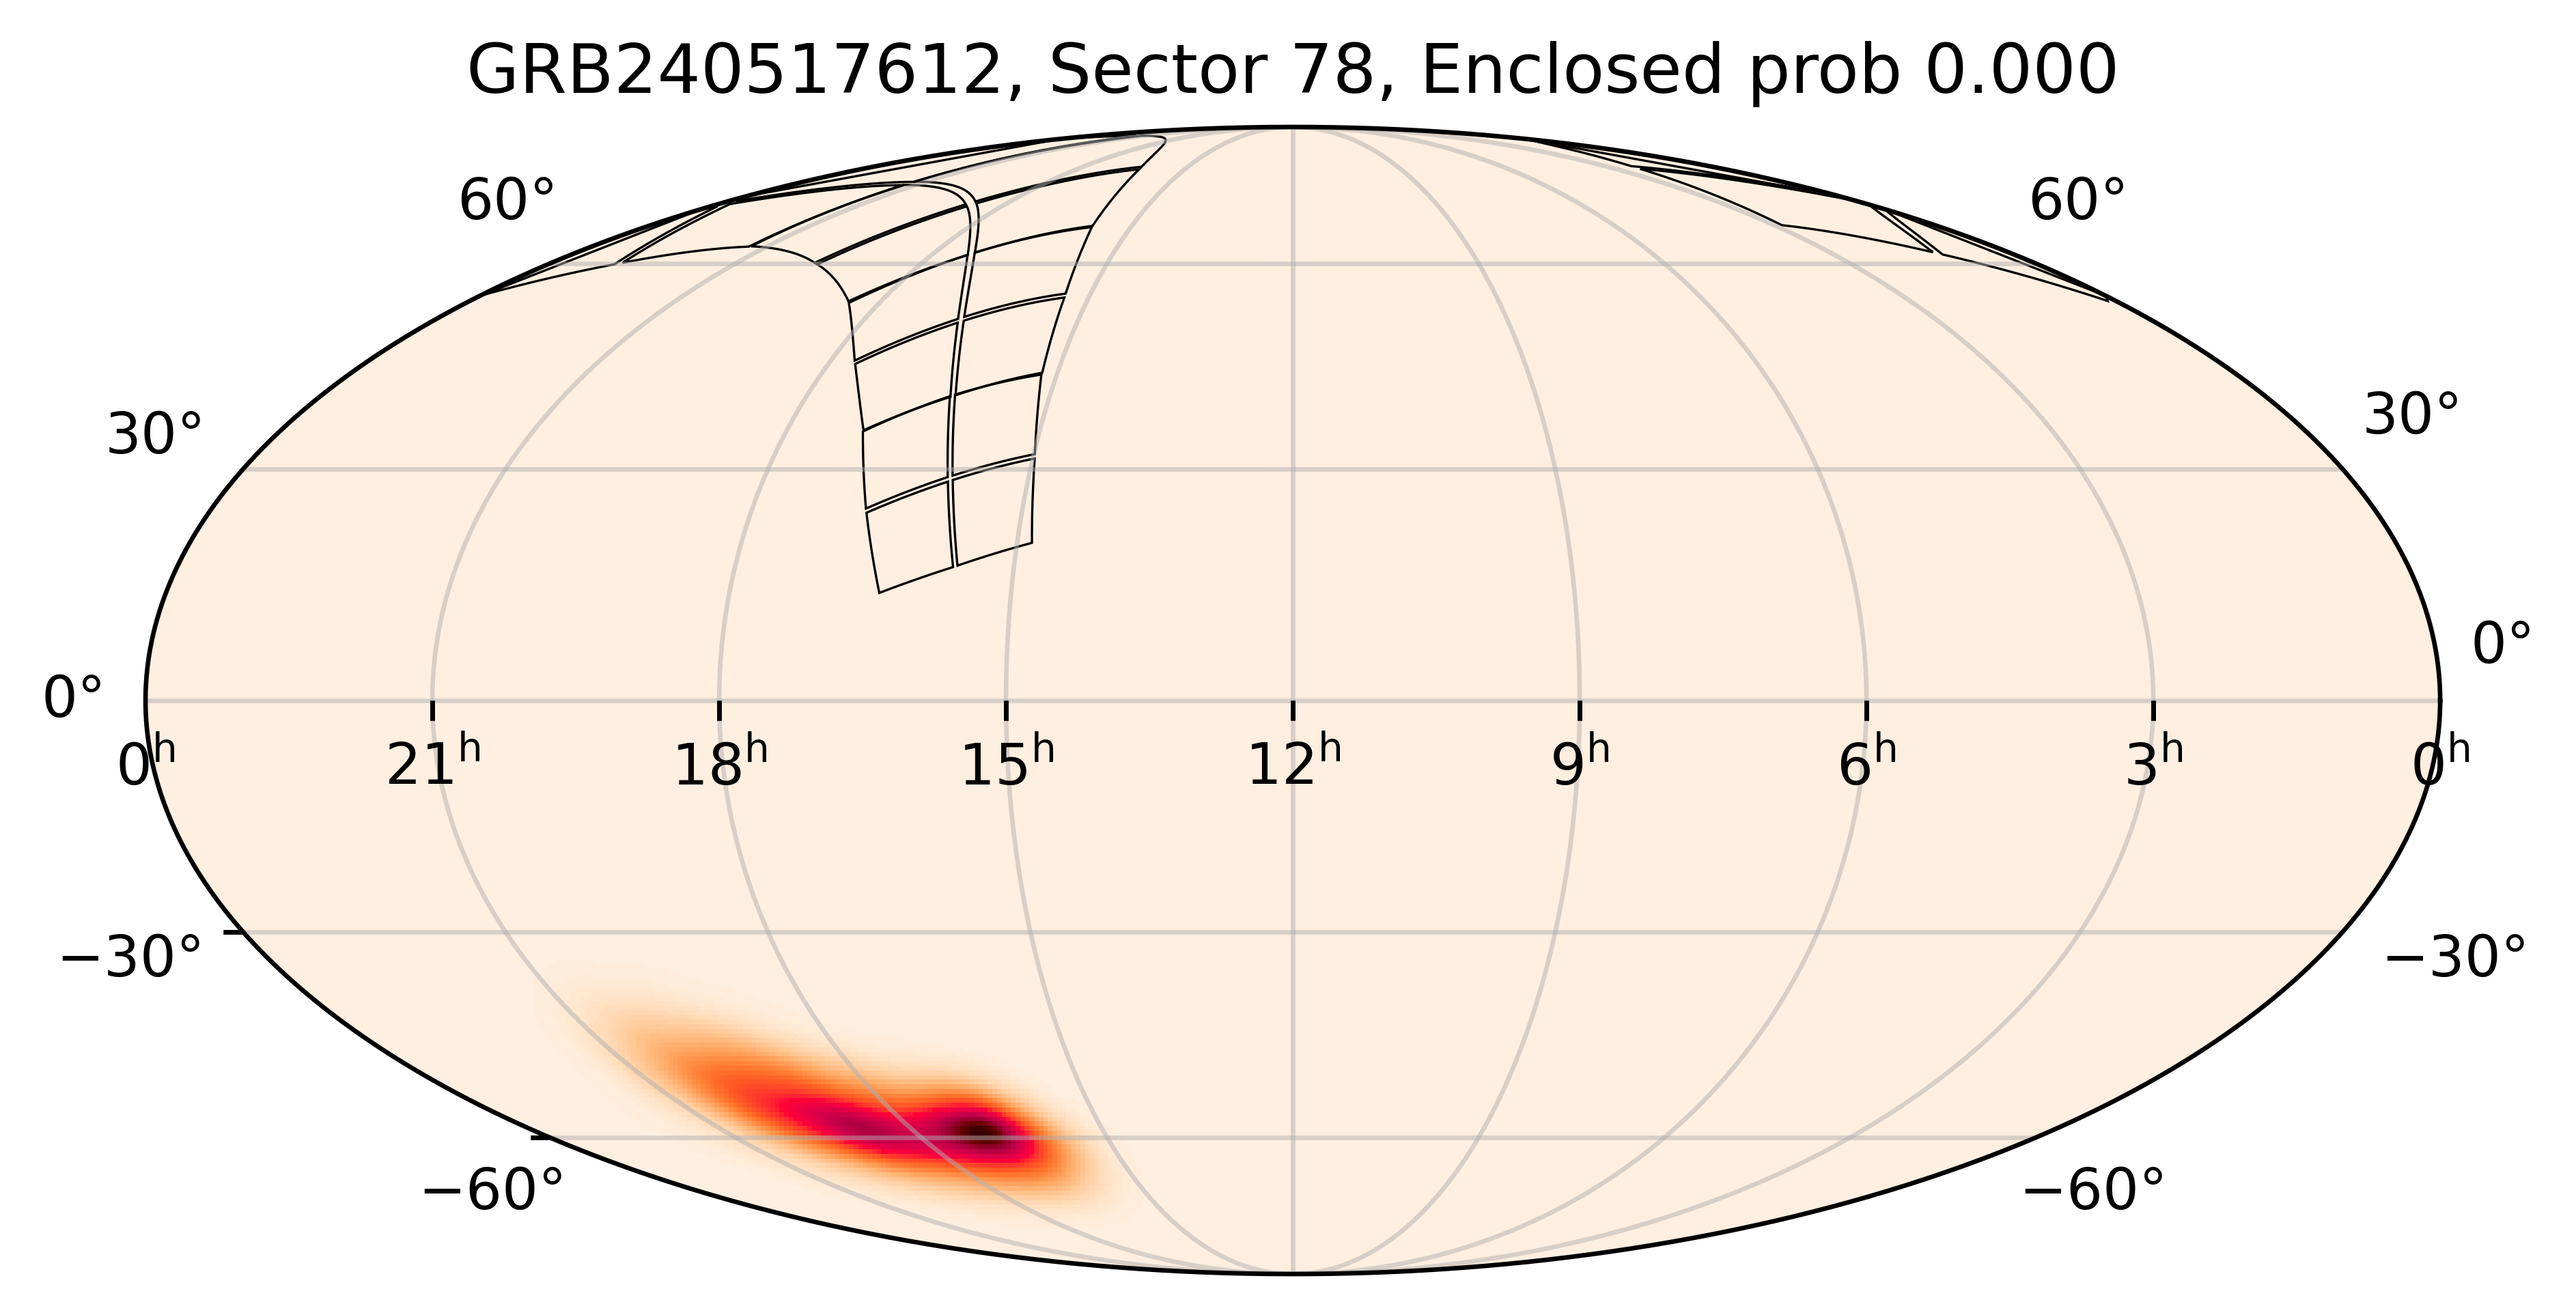 GRB240517612, Sector 78, Enclosed prob 0.000
60° 60°
30° 30°
0° 0°
0ʰ 21ʰ 18ʰ 15ʰ 12ʰ 9ʰ 6ʰ 3ʰ 0ʰ
−30° −30°
−60° −60°